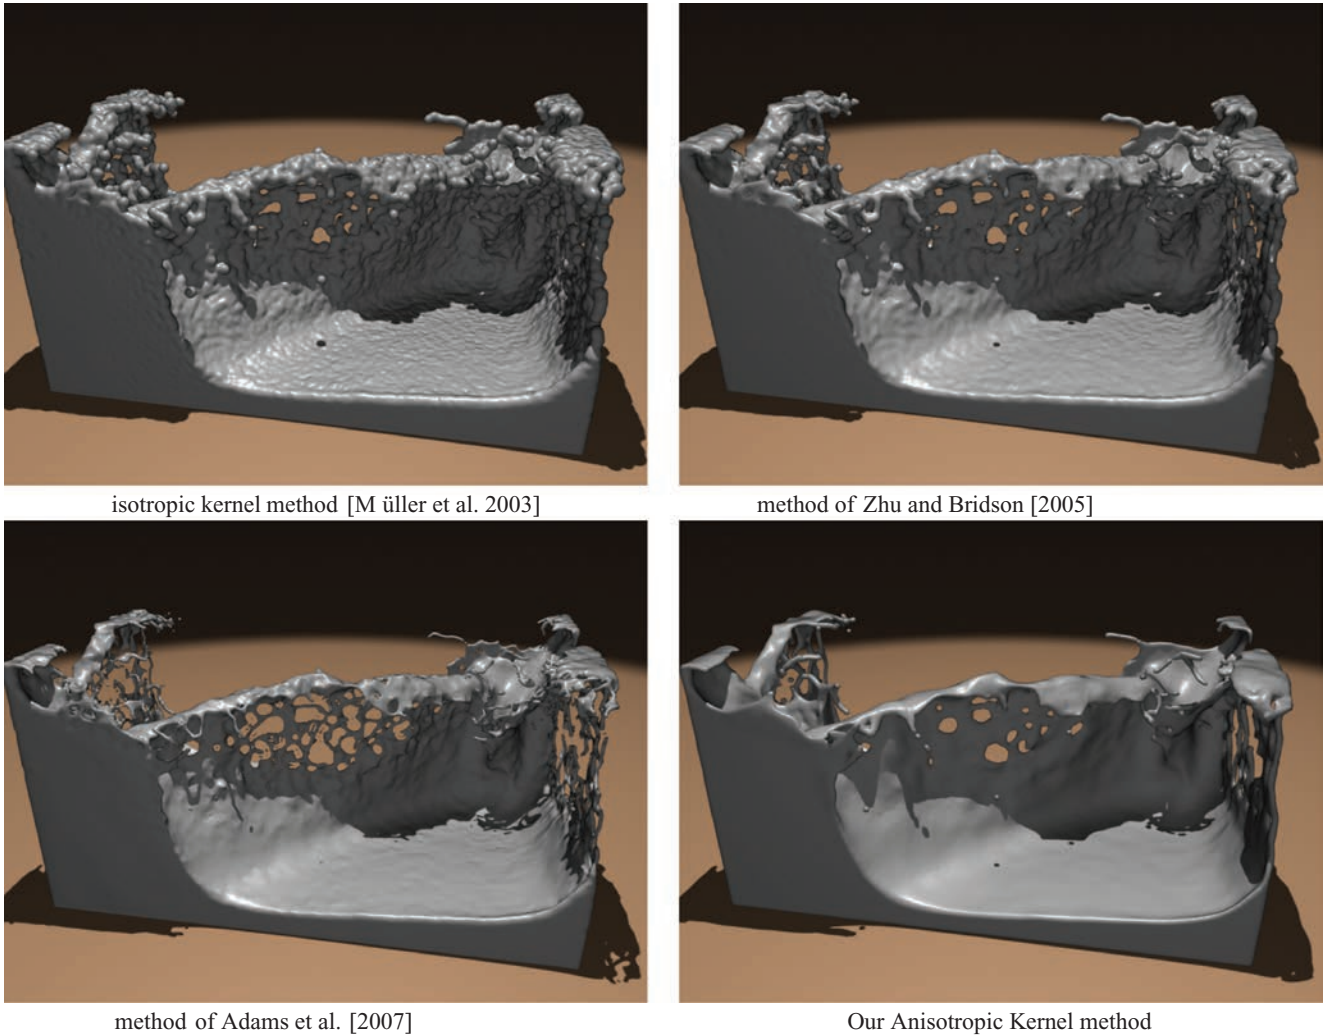 isotropic kernel method [M üller et al. 2003]
method of Zhu and Bridson [2005]
method of Adams et al. [2007]
Our Anisotropic Kernel method